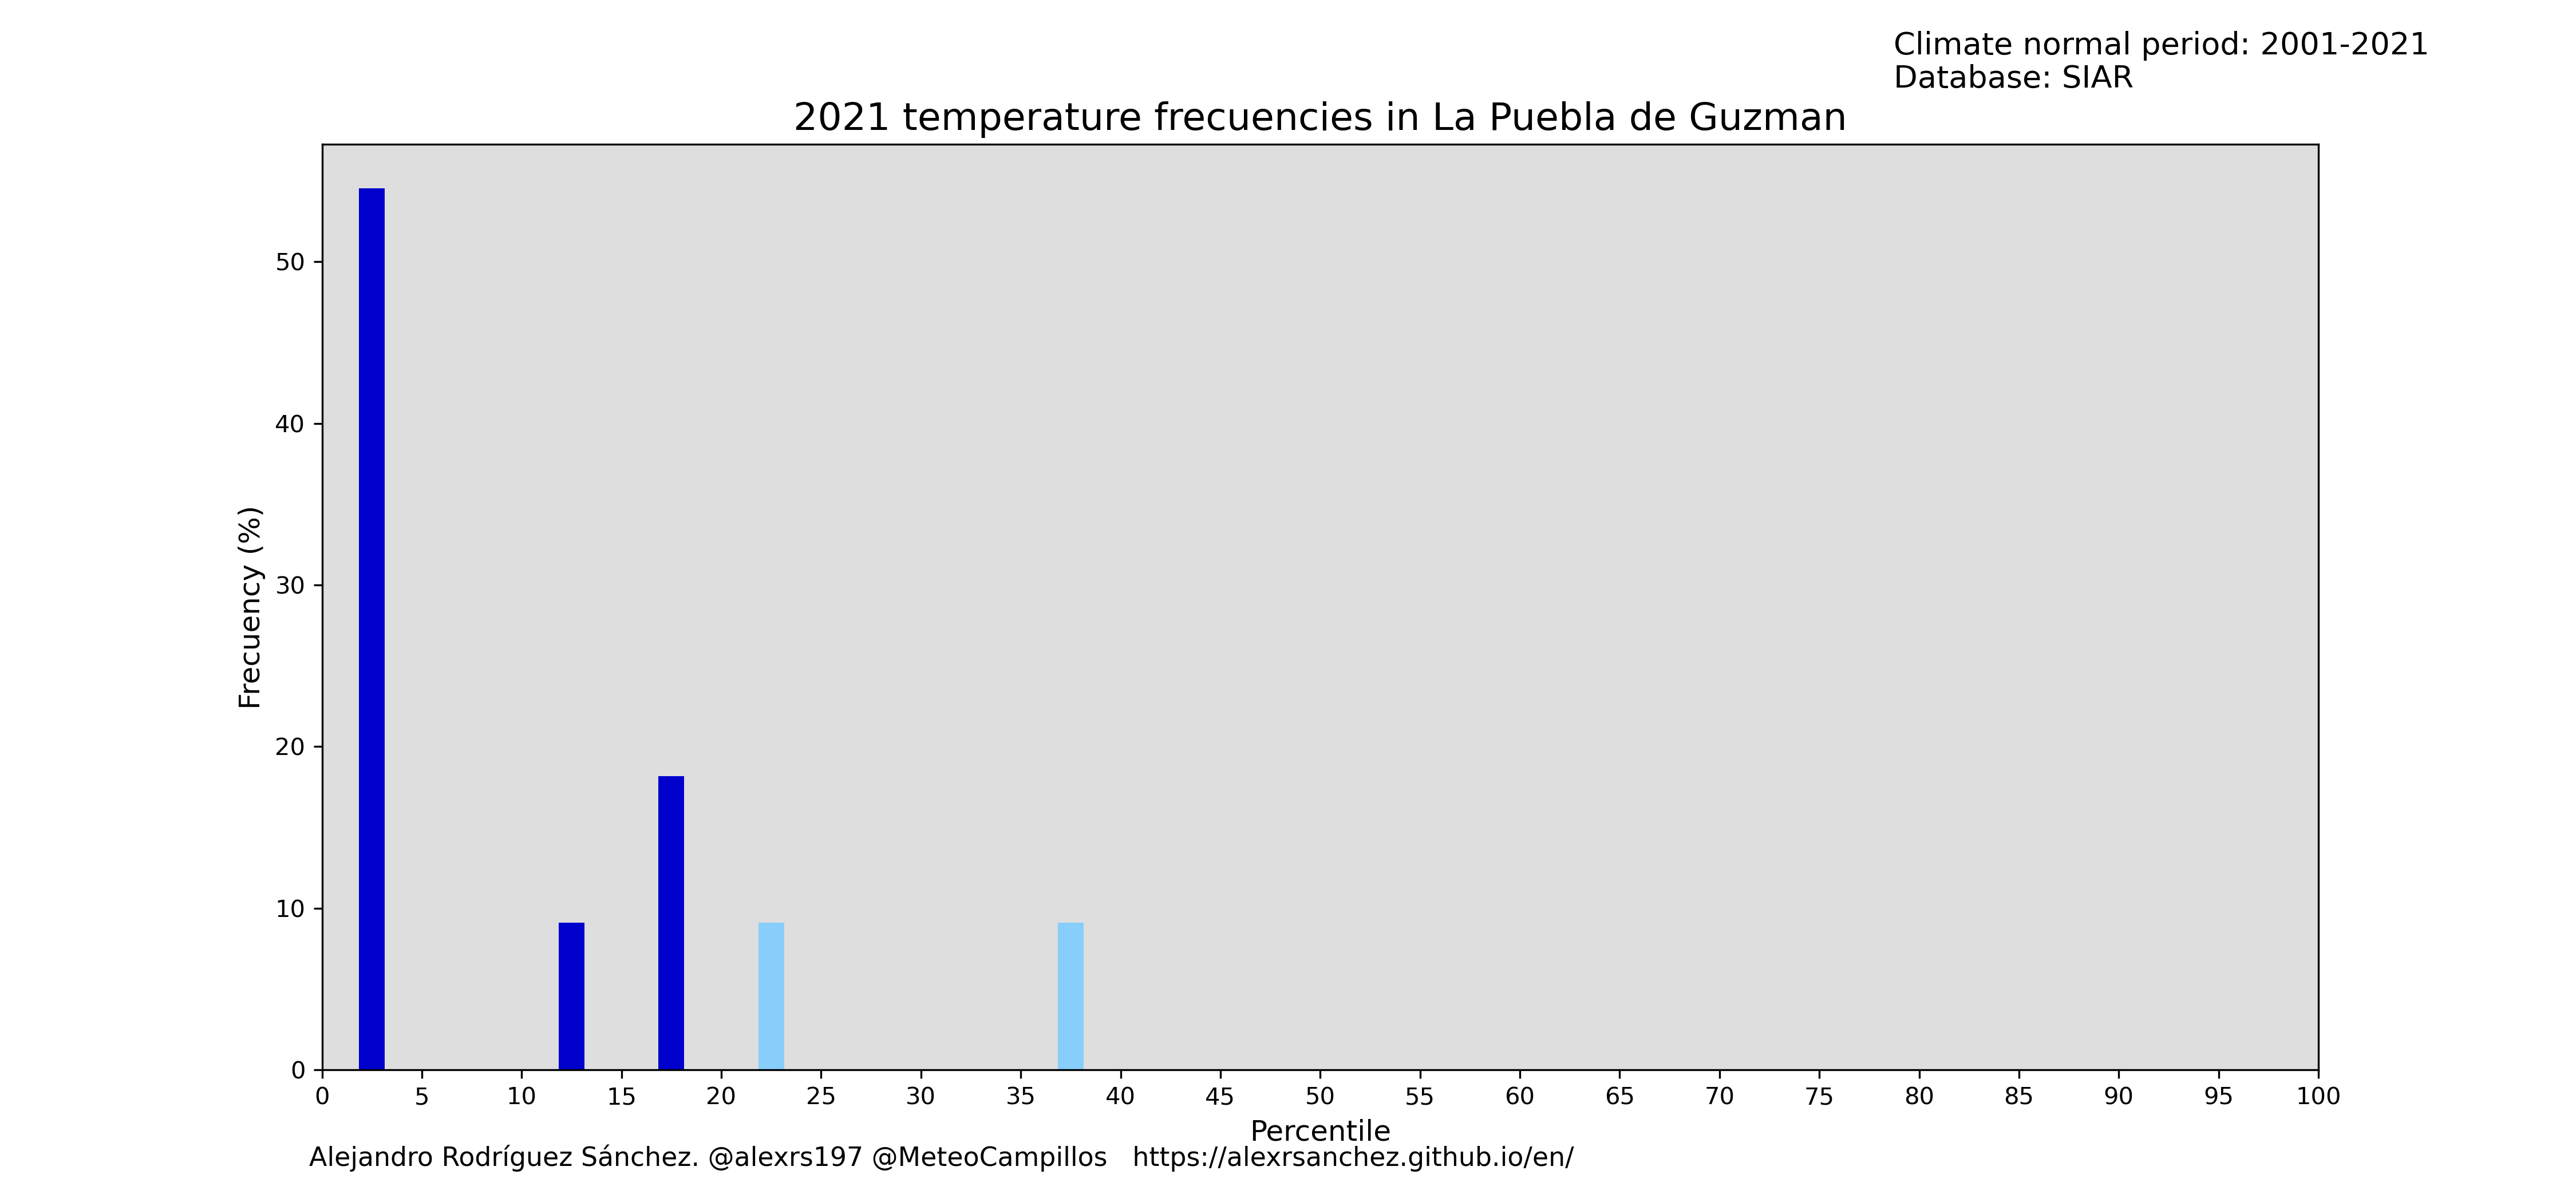 Climate normal period: 2001-2021
Database: SIAR
2021 temperature frecuencies in La Puebla de Guzman
Frecuency (%)
50
40
30
20
10
0
0 5 10 15 20 25 30 35 40 45 50 55 60 65 70 75 80 85 90 95 100
Percentile
Alejandro Rodríguez Sánchez. @alexrs197 @MeteoCampillos https://alexrsanchez.github.io/en/